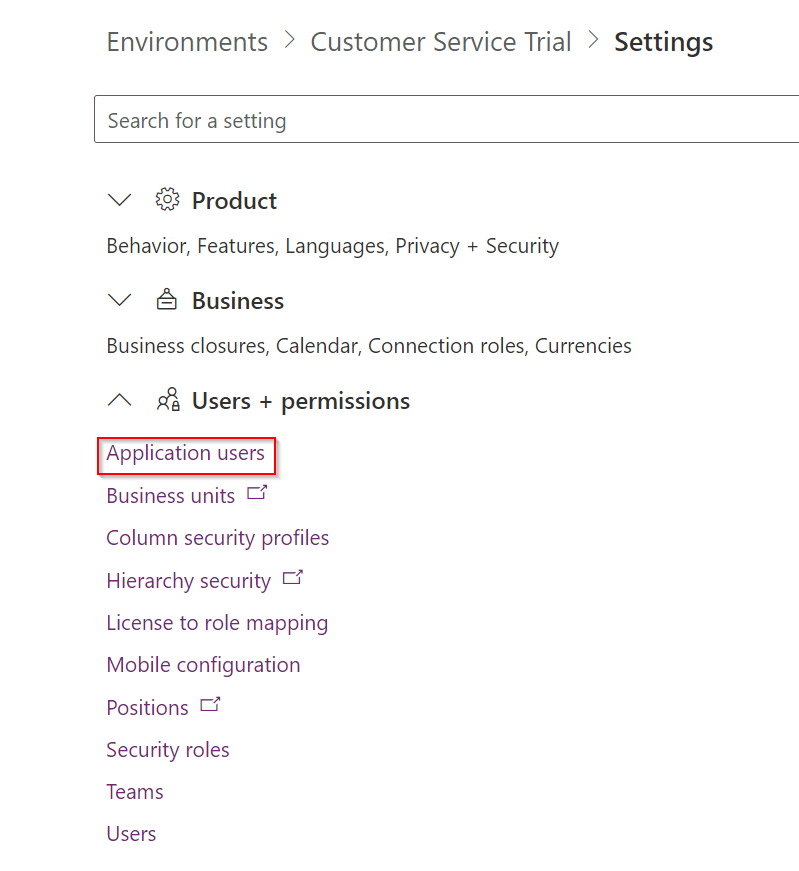 Environments > Customer Service Trial > Settings
Search for a setting
Product
Behavior, Features, Languages, Privacy + Security
Business
Business closures, Calendar, Connection roles, Currencies
Users + permissions
Application users
Business units
Column security profiles
Hierarchy security
License to role mapping
Mobile configuration
Positions
Security roles
Teams
Users